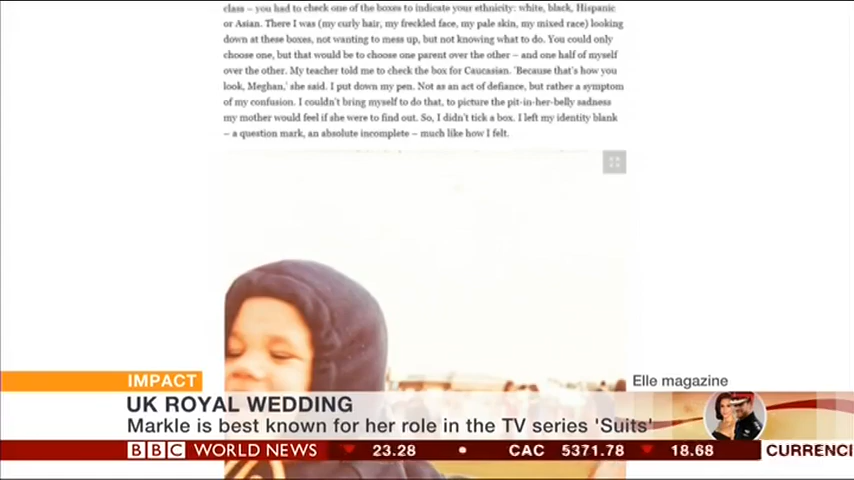 class – you had to check one of the boxes to indicate your ethnicity: white, black, Hispanic
or Asian. There I was (my curly hair, my freckled face, my pale skin, my mixed race) looking
down at these boxes, not wanting to mess up, but not knowing what to do. You could only
choose one, but that would be to choose one parent over the other – and one half of myself
over the other. My teacher told me to check the box for Caucasian. 'Because that's how you
look, Meghan,' she said. I put down my pen. Not as an act of defiance, but rather a symptom
of my confusion. I couldn't bring myself to do that, to picture the pit-in-her-belly sadness
my mother would feel if she were to find out. So, I didn't tick a box. I left my identity blank
– a question mark, an absolute incomplete – much like how I felt.
IMPACT
Elle magazine
UK ROYAL WEDDING
Markle is best known for her role in the TV series 'Suits'
BBC WORLD NEWS 23.28 • CAC 5371.78 18.68 CURRENCI